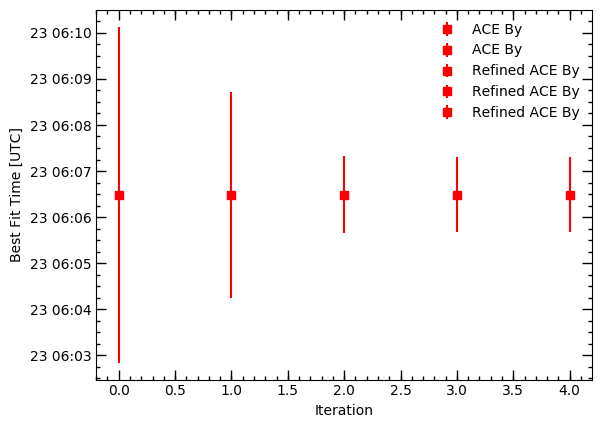 23 06:10
23 06:09
23 06:08
23 06:07
23 06:06
23 06:05
23 06:04
23 06:03
Best Fit Time [UTC]
ACE By
ACE By
Refined ACE By
Refined ACE By
Refined ACE By
0.0 0.5 1.0 1.5 2.0 2.5 3.0 3.5 4.0
Iteration